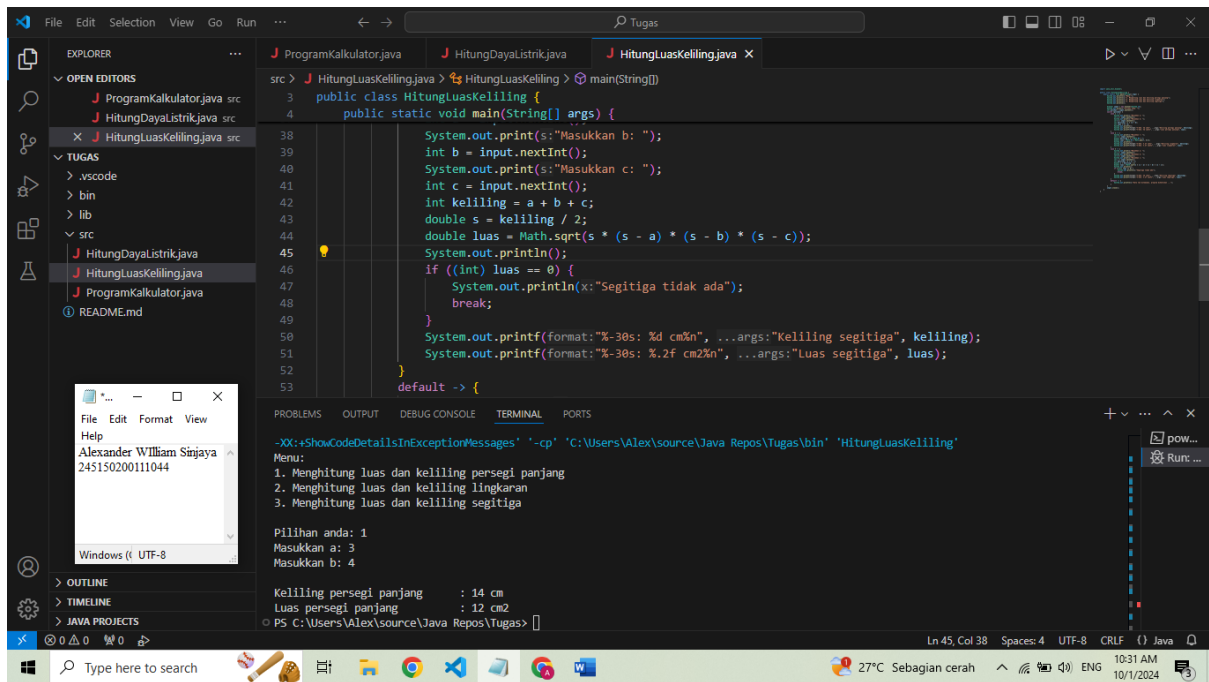 File Edit Selection View Go Run ··· Tugas
EXPLORER ···
OPEN EDITORS
J ProgramKalkulator.java src
J HitungDayaListrik.java src
J HitungLuasKeliling.java src
TUGAS
.vscode
bin
lib
src
J HitungDayaListrik.java
J HitungLuasKeliling.java
J ProgramKalkulator.java
README.md
J ProgramKalkulator.java J HitungDayaListrik.java J HitungLuasKeliling.java
src > J HitungLuasKeliling.java > HitungLuasKeliling > main(String[])
3 public class HitungLuasKeliling {
4 public static void main(String[] args) {
38 System.out.print(s:"Masukkan b: ");
39 int b = input.nextInt();
40 System.out.print(s:"Masukkan c: ");
41 int c = input.nextInt();
42 int keliling = a + b + c;
43 double s = keliling / 2;
44 double luas = Math.sqrt(s * (s - a) * (s - b) * (s - c));
45 System.out.println();
46 if ((int) luas == 0) {
47 System.out.println(x:"Segitiga tidak ada");
48 break;
49 }
50 System.out.printf(format:"%-30s: %d cm%n", ...args:"Keliling segitiga", keliling);
51 System.out.printf(format:"%-30s: %.2f cm2%n", ...args:"Luas segitiga", luas);
52 }
53 default -> {
*...
File Edit Format View
Help
Alexander WIlliam Sinjaya
245150200111044
Windows (( UTF-8
OUTLINE
TIMELINE
JAVA PROJECTS
PROBLEMS OUTPUT DEBUG CONSOLE TERMINAL PORTS
-XX:+ShowCodeDetailsInExceptionMessages' '-cp' 'C:\Users\Alex\source\Java Repos\Tugas\bin' 'HitungLuasKeliling'
Menu:
1. Menghitung luas dan keliling persegi panjang
2. Menghitung luas dan keliling lingkaran
3. Menghitung luas dan keliling segitiga
Pilihan anda: 1
Masukkan a: 3
Masukkan b: 4
Keliling persegi panjang : 14 cm
Luas persegi panjang : 12 cm2
PS C:\Users\Alex\source\Java Repos\Tugas>
pow...
Run: ...
0 0 0 Ln 45, Col 38 Spaces: 4 UTF-8 CRLF {} Java
Type here to search 27°C Sebagian cerah ENG 10:31 AM
10/1/2024 3